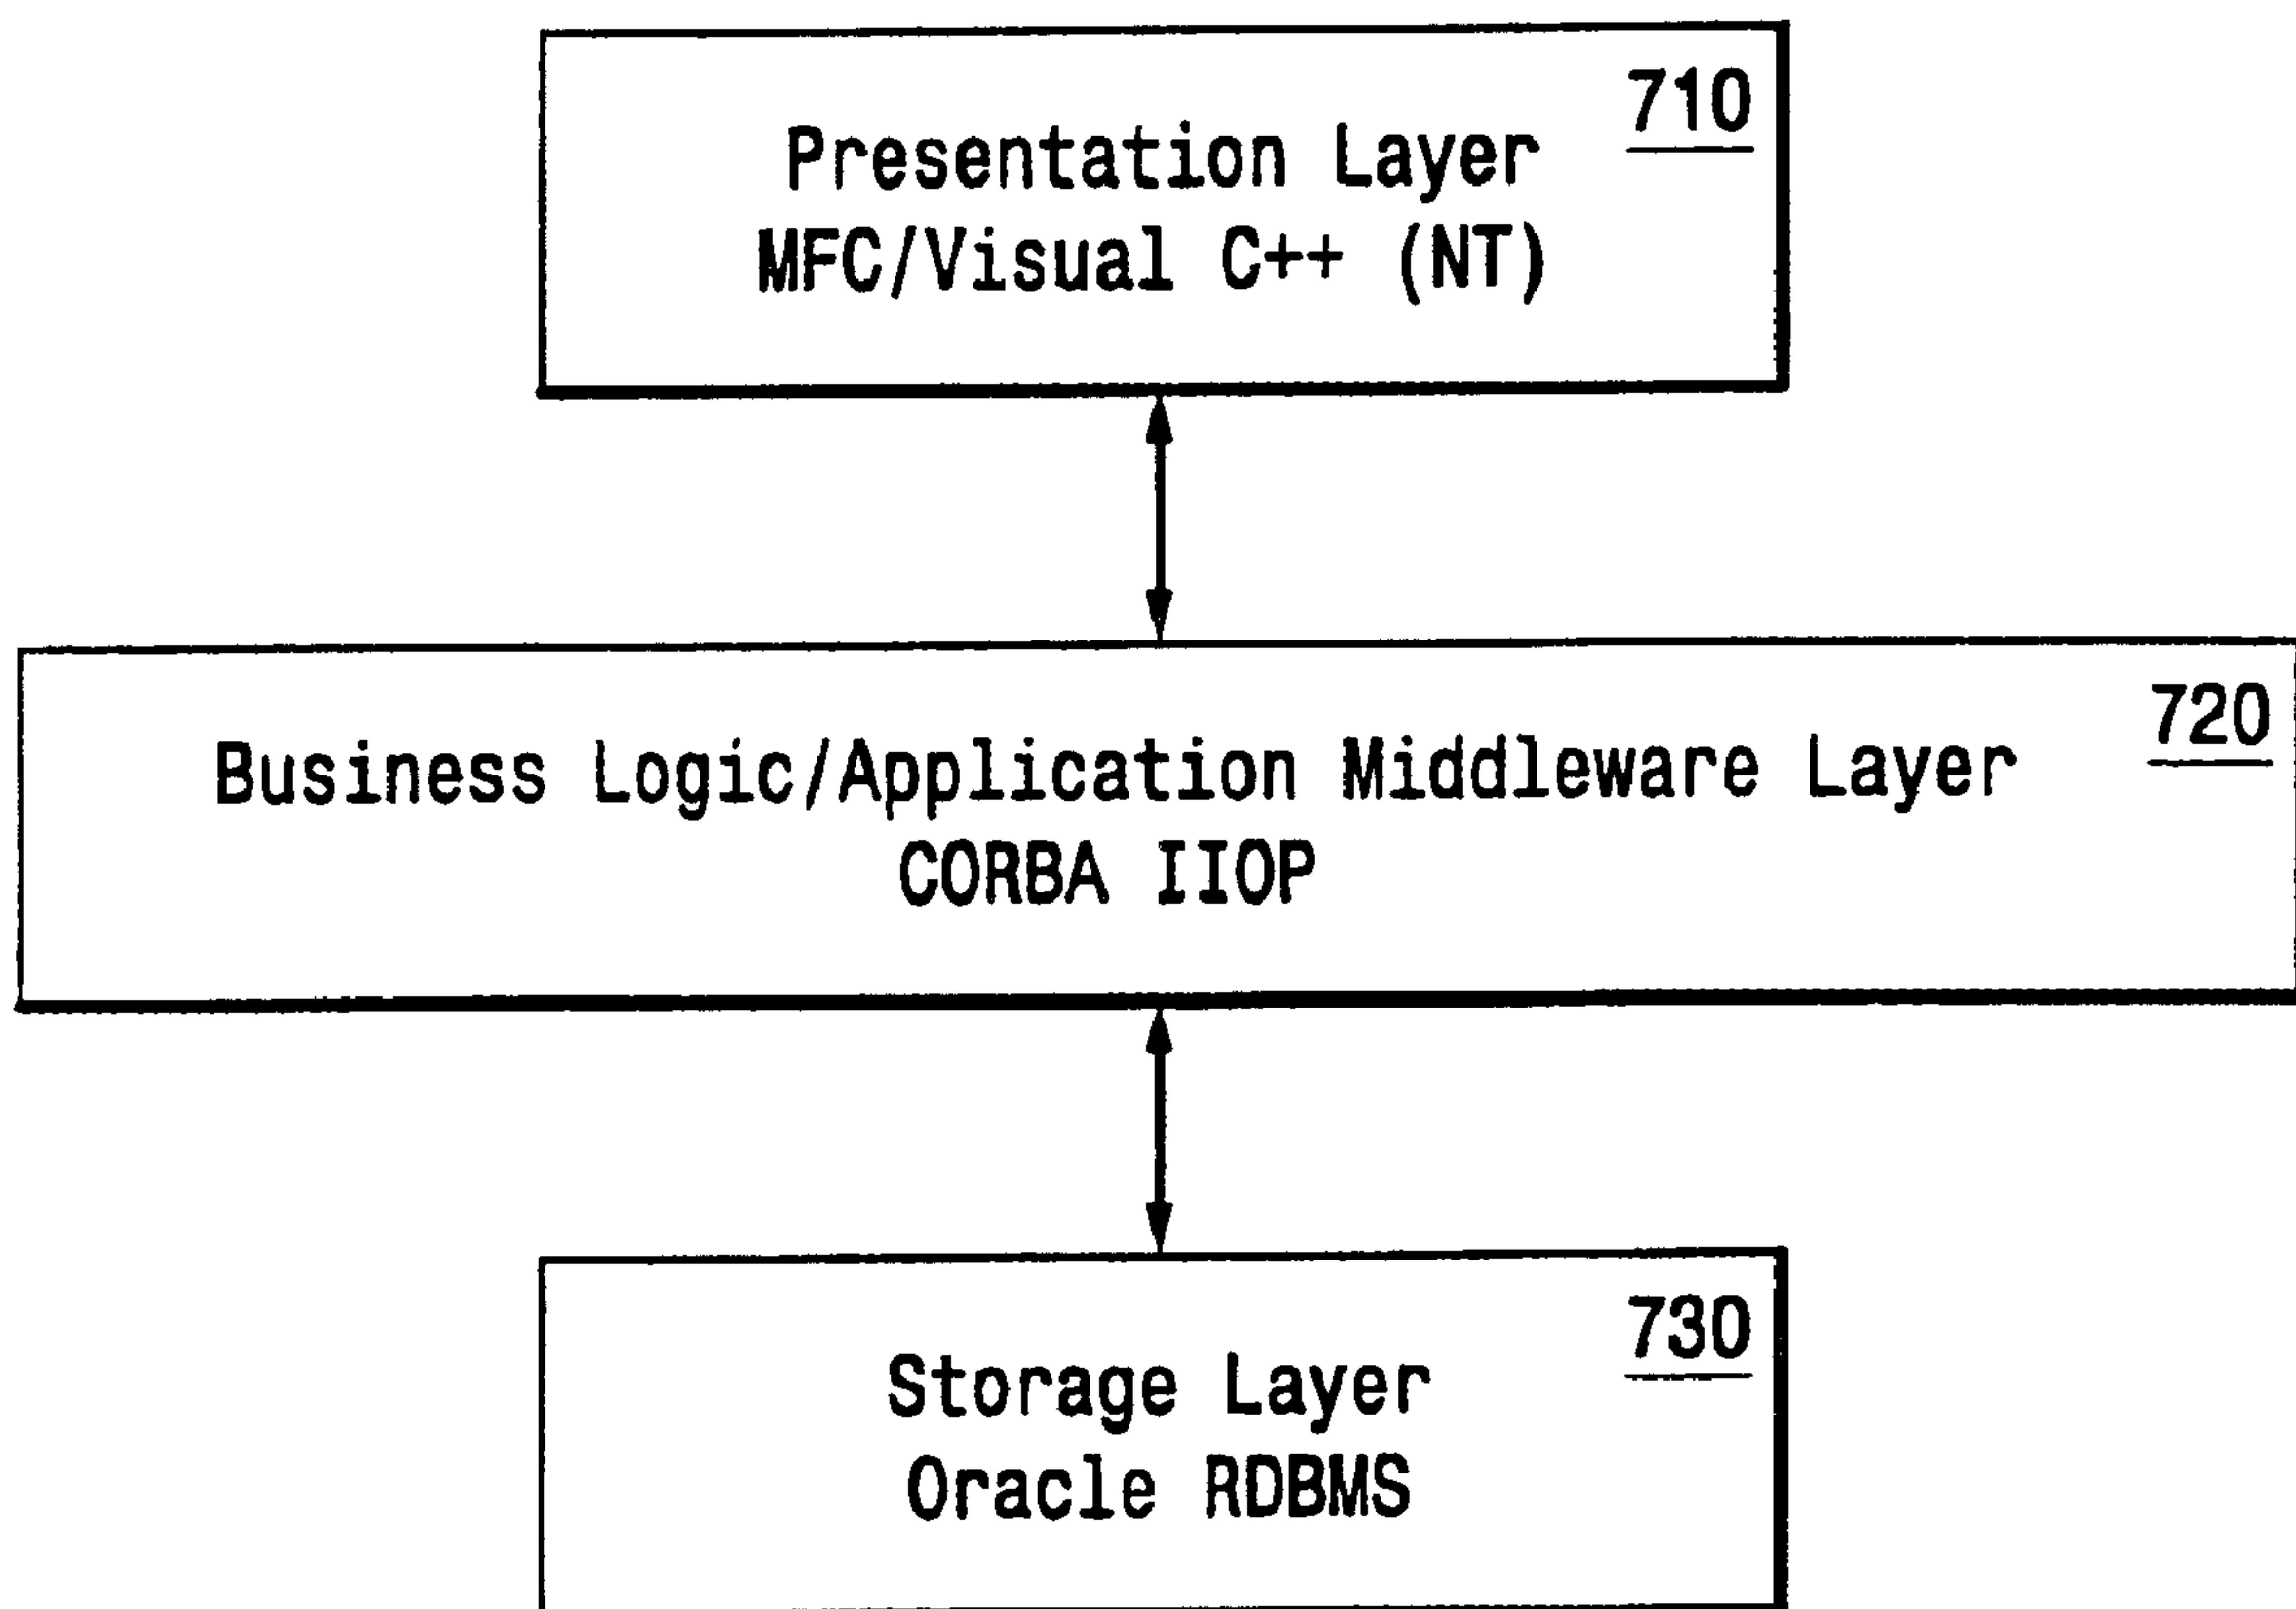 710
Presentation Layer
MFC/Visual C++ (NT)
720
Business Logic/Application Middleware Layer
CORBA IIOP
730
Storage Layer
Oracle RDBMS